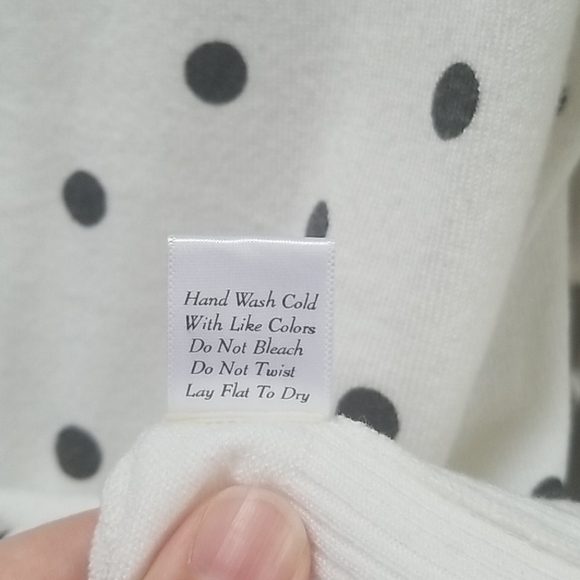 Hand Wash Cold
With Like Colors
Do Not Bleach
Do Not Twist
Lay Flat To Dry